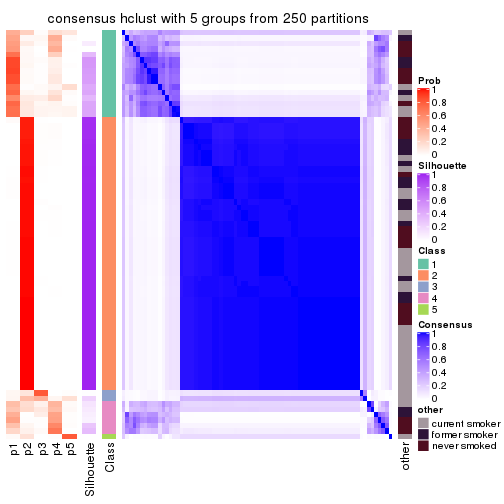 consensus hclust with 5 groups from 250 partitions
Prob
1
0.8
0.6
0.4
0.2
0
Silhouette
1
0.8
0.6
0.4
0.2
0
Class
1
2
3
4
5
Consensus
1
0.8
0.6
0.4
0.2
0
other
current smoker
former smoker
never smoked
p1
p2
p3
p4
p5
Silhouette
Class
other